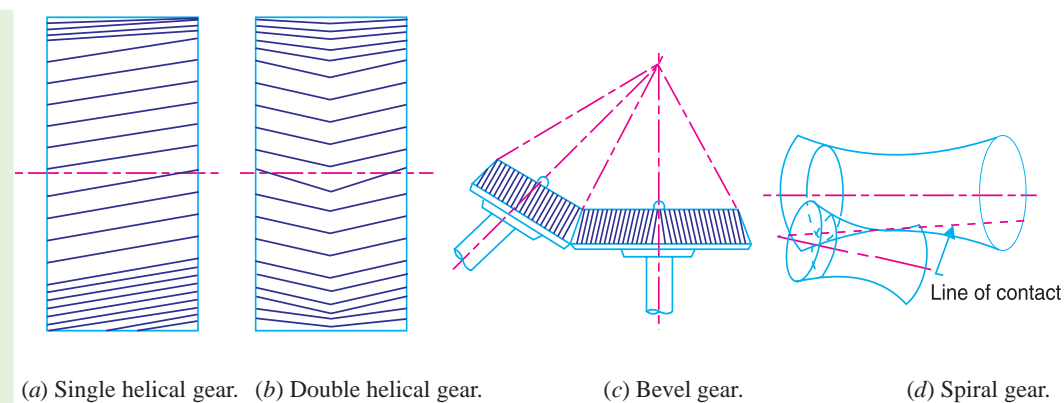 Line of contact
(a) Single helical gear. (b) Double helical gear. (c) Bevel gear. (d) Spiral gear.